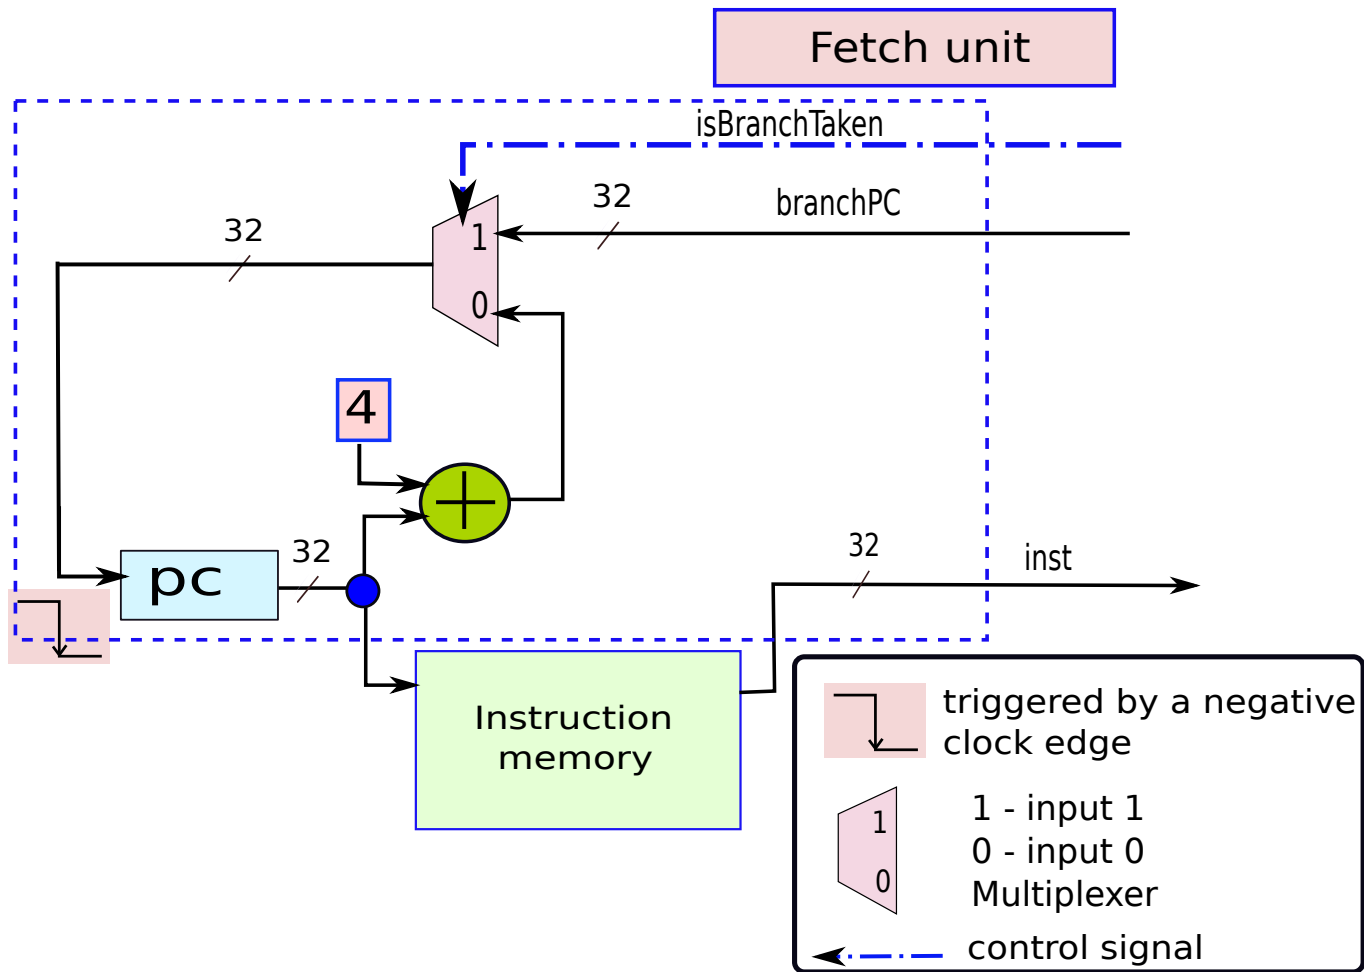 Fetch unit
isBranchTaken
32
branchPC
32
1
0
4
32
pc
32
inst
Instruction
memory
triggered by a negative
clock edge
1
0
1 - input 1
0 - input 0
Multiplexer
control signal